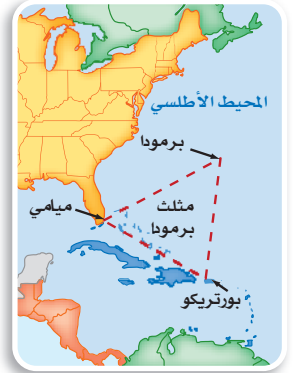 المحيط الأطلسي
برمودا
ميامي
مثلث
برمودا
بورتريكو